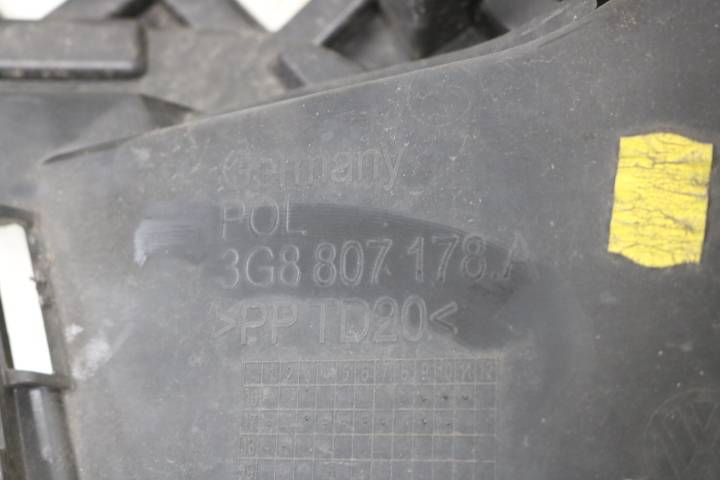 Germany
POL
3G8 807 178.A
>PP TD20<